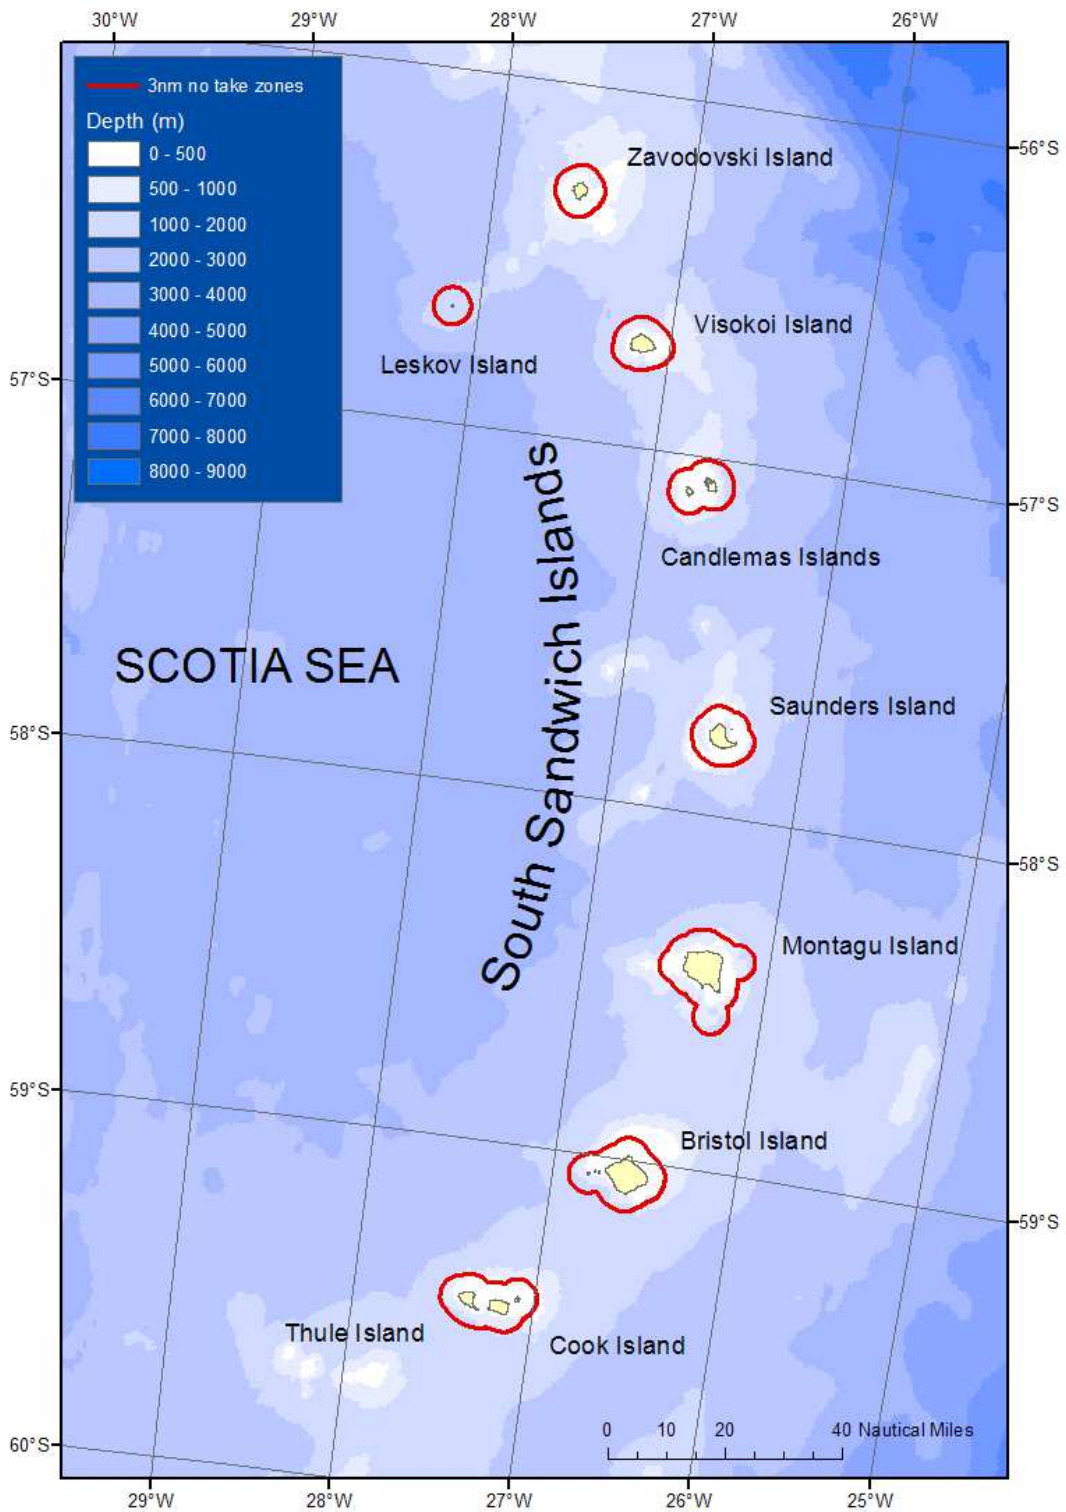 30°W 29°W 28°W 27°W 26°W
3nm no take zones
Depth (m)
0 - 500
500 - 1000
1000 - 2000
2000 - 3000
3000 - 4000
4000 - 5000
5000 - 6000
6000 - 7000
7000 - 8000
8000 - 9000
56°S
Zavodovski Island
Visokoi Island
Leskov Island
57°S
57°S
Candlemas Islands
South Sandwich Islands
SCOTIA SEA
Saunders Island
58°S
58°S
Montagu Island
59°S
Bristol Island
59°S
Thule Island
Cook Island
0 10 20 40 Nautical Miles
60°S
29°W 28°W 27°W 26°W 25°W